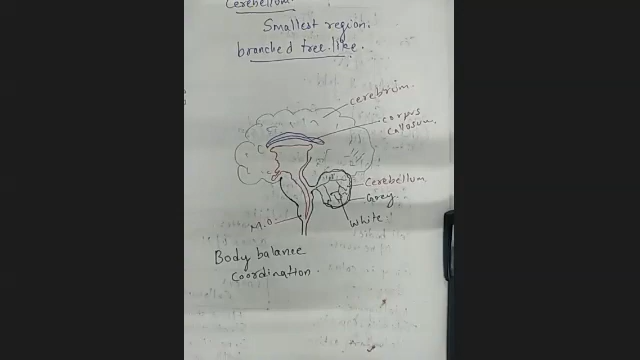 Cerebellum.
Smallest region.
branched tree like.
Cerebrum
Corpus
Callosum
Cerebellum
Grey
White
M.O
Body balance
coordination.